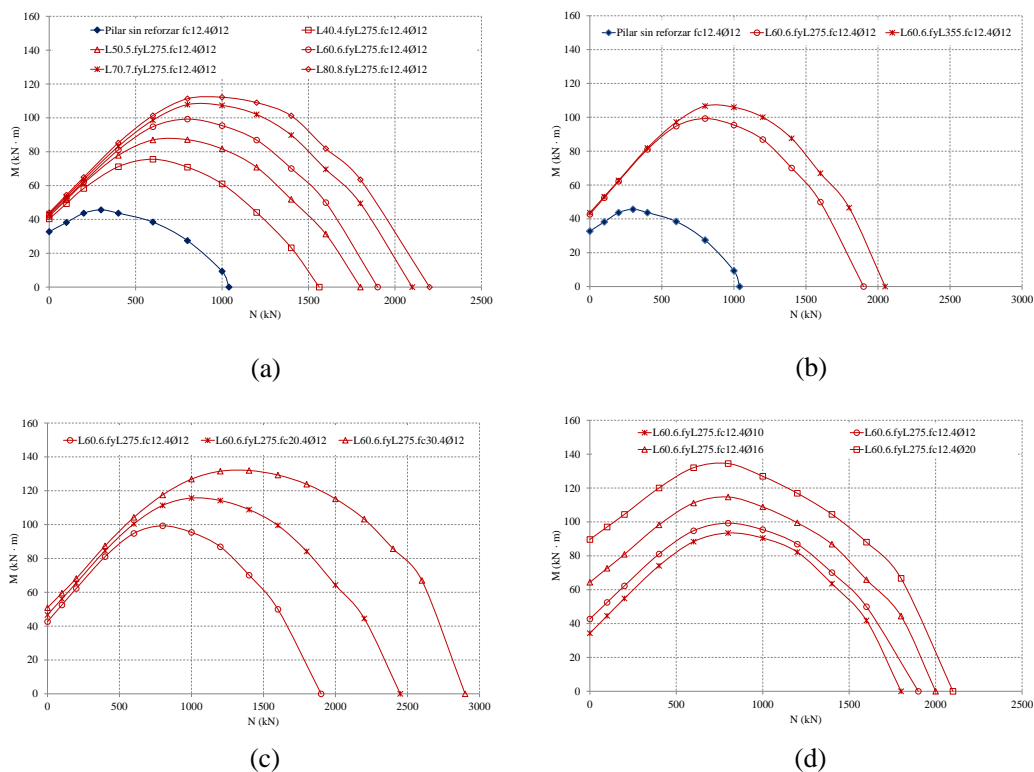 Pilar sin reforzar fc12.4Ø12 L40.4.fyL275.fc12.4Ø12
L50.5.fyL275.fc12.4Ø12 L60.6.fyL275.fc12.4Ø12
L70.7.fyL275.fc12.4Ø12 L80.8.fyL275.fc12.4Ø12
160
140
120
100
80
60
40
20
0
M (kN · m)
0 500 1000 1500 2000 2500
N (kN)
(a)
Pilar sin reforzar fc12.4Ø12 L60.6.fyL275.fc12.4Ø12 L60.6.fyL355.fc12.4Ø12
160
140
120
100
80
60
40
20
0
M (kN · m)
0 500 1000 1500 2000 2500 3000
N (kN)
(b)
L60.6.fyL275.fc12.4Ø12 L60.6.fyL275.fc20.4Ø12 L60.6.fyL275.fc30.4Ø12
160
140
120
100
80
60
40
20
0
M (kN · m)
0 500 1000 1500 2000 2500 3000
N (kN)
(c)
L60.6.fyL275.fc12.4Ø10 L60.6.fyL275.fc12.4Ø12
L60.6.fyL275.fc12.4Ø16 L60.6.fyL275.fc12.4Ø20
160
140
120
100
80
60
40
20
0
M (kN · m)
0 500 1000 1500 2000 2500
N (kN)
(d)